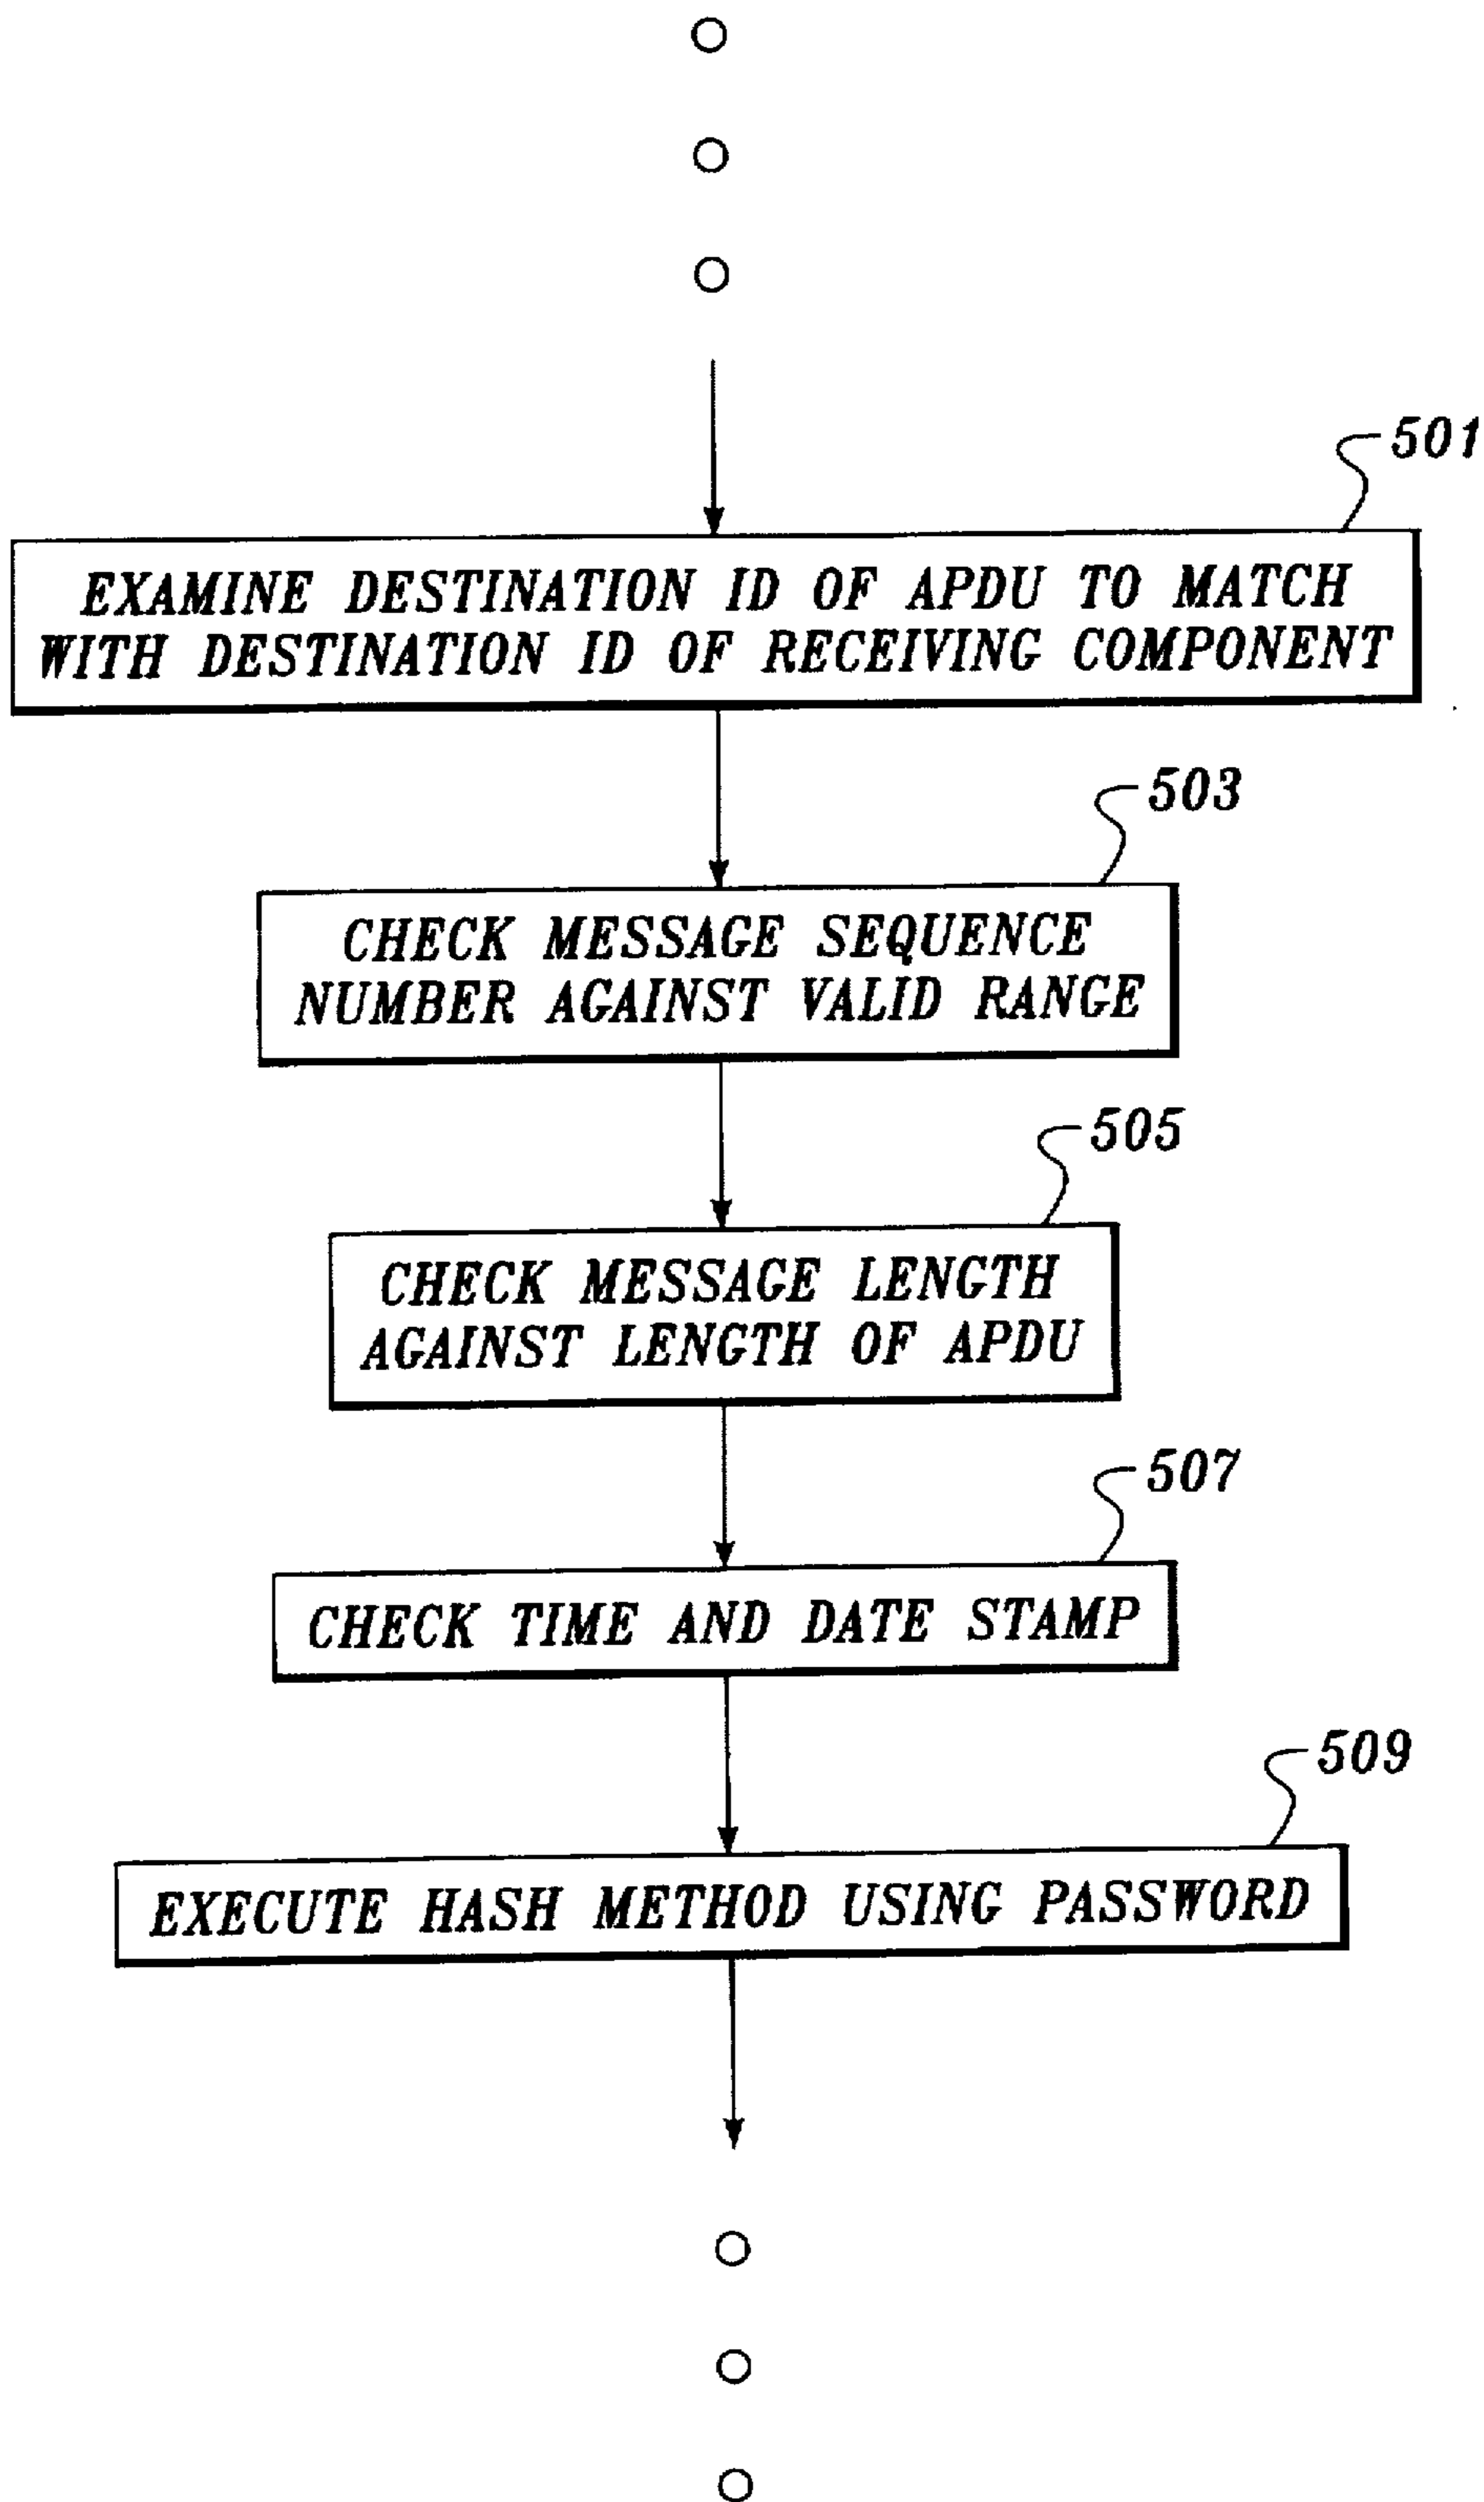 501
EXAMINE DESTINATION ID OF APDU TO MATCH
WITH DESTINATION ID OF RECEIVING COMPONENT
503
CHECK MESSAGE SEQUENCE
NUMBER AGAINST VALID RANGE
505
CHECK MESSAGE LENGTH
AGAINST LENGTH OF APDU
507
CHECK TIME AND DATE STAMP
509
EXECUTE HASH METHOD USING PASSWORD